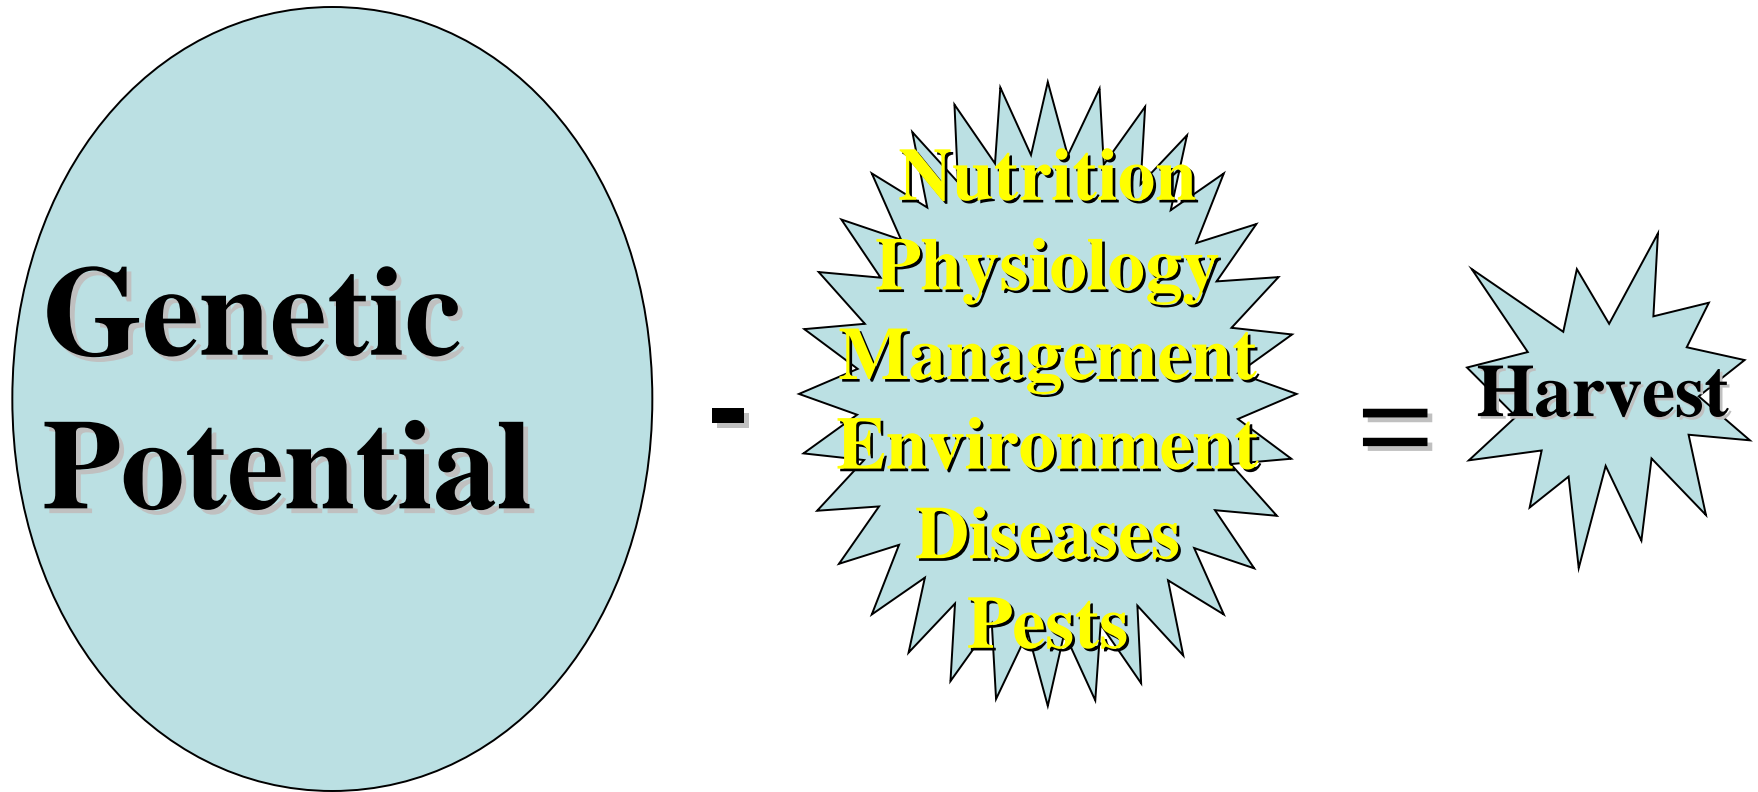 Genetic
Potential
-
Nutrition
Physiology
Management
Environment
Diseases
Pests
=
Harvest